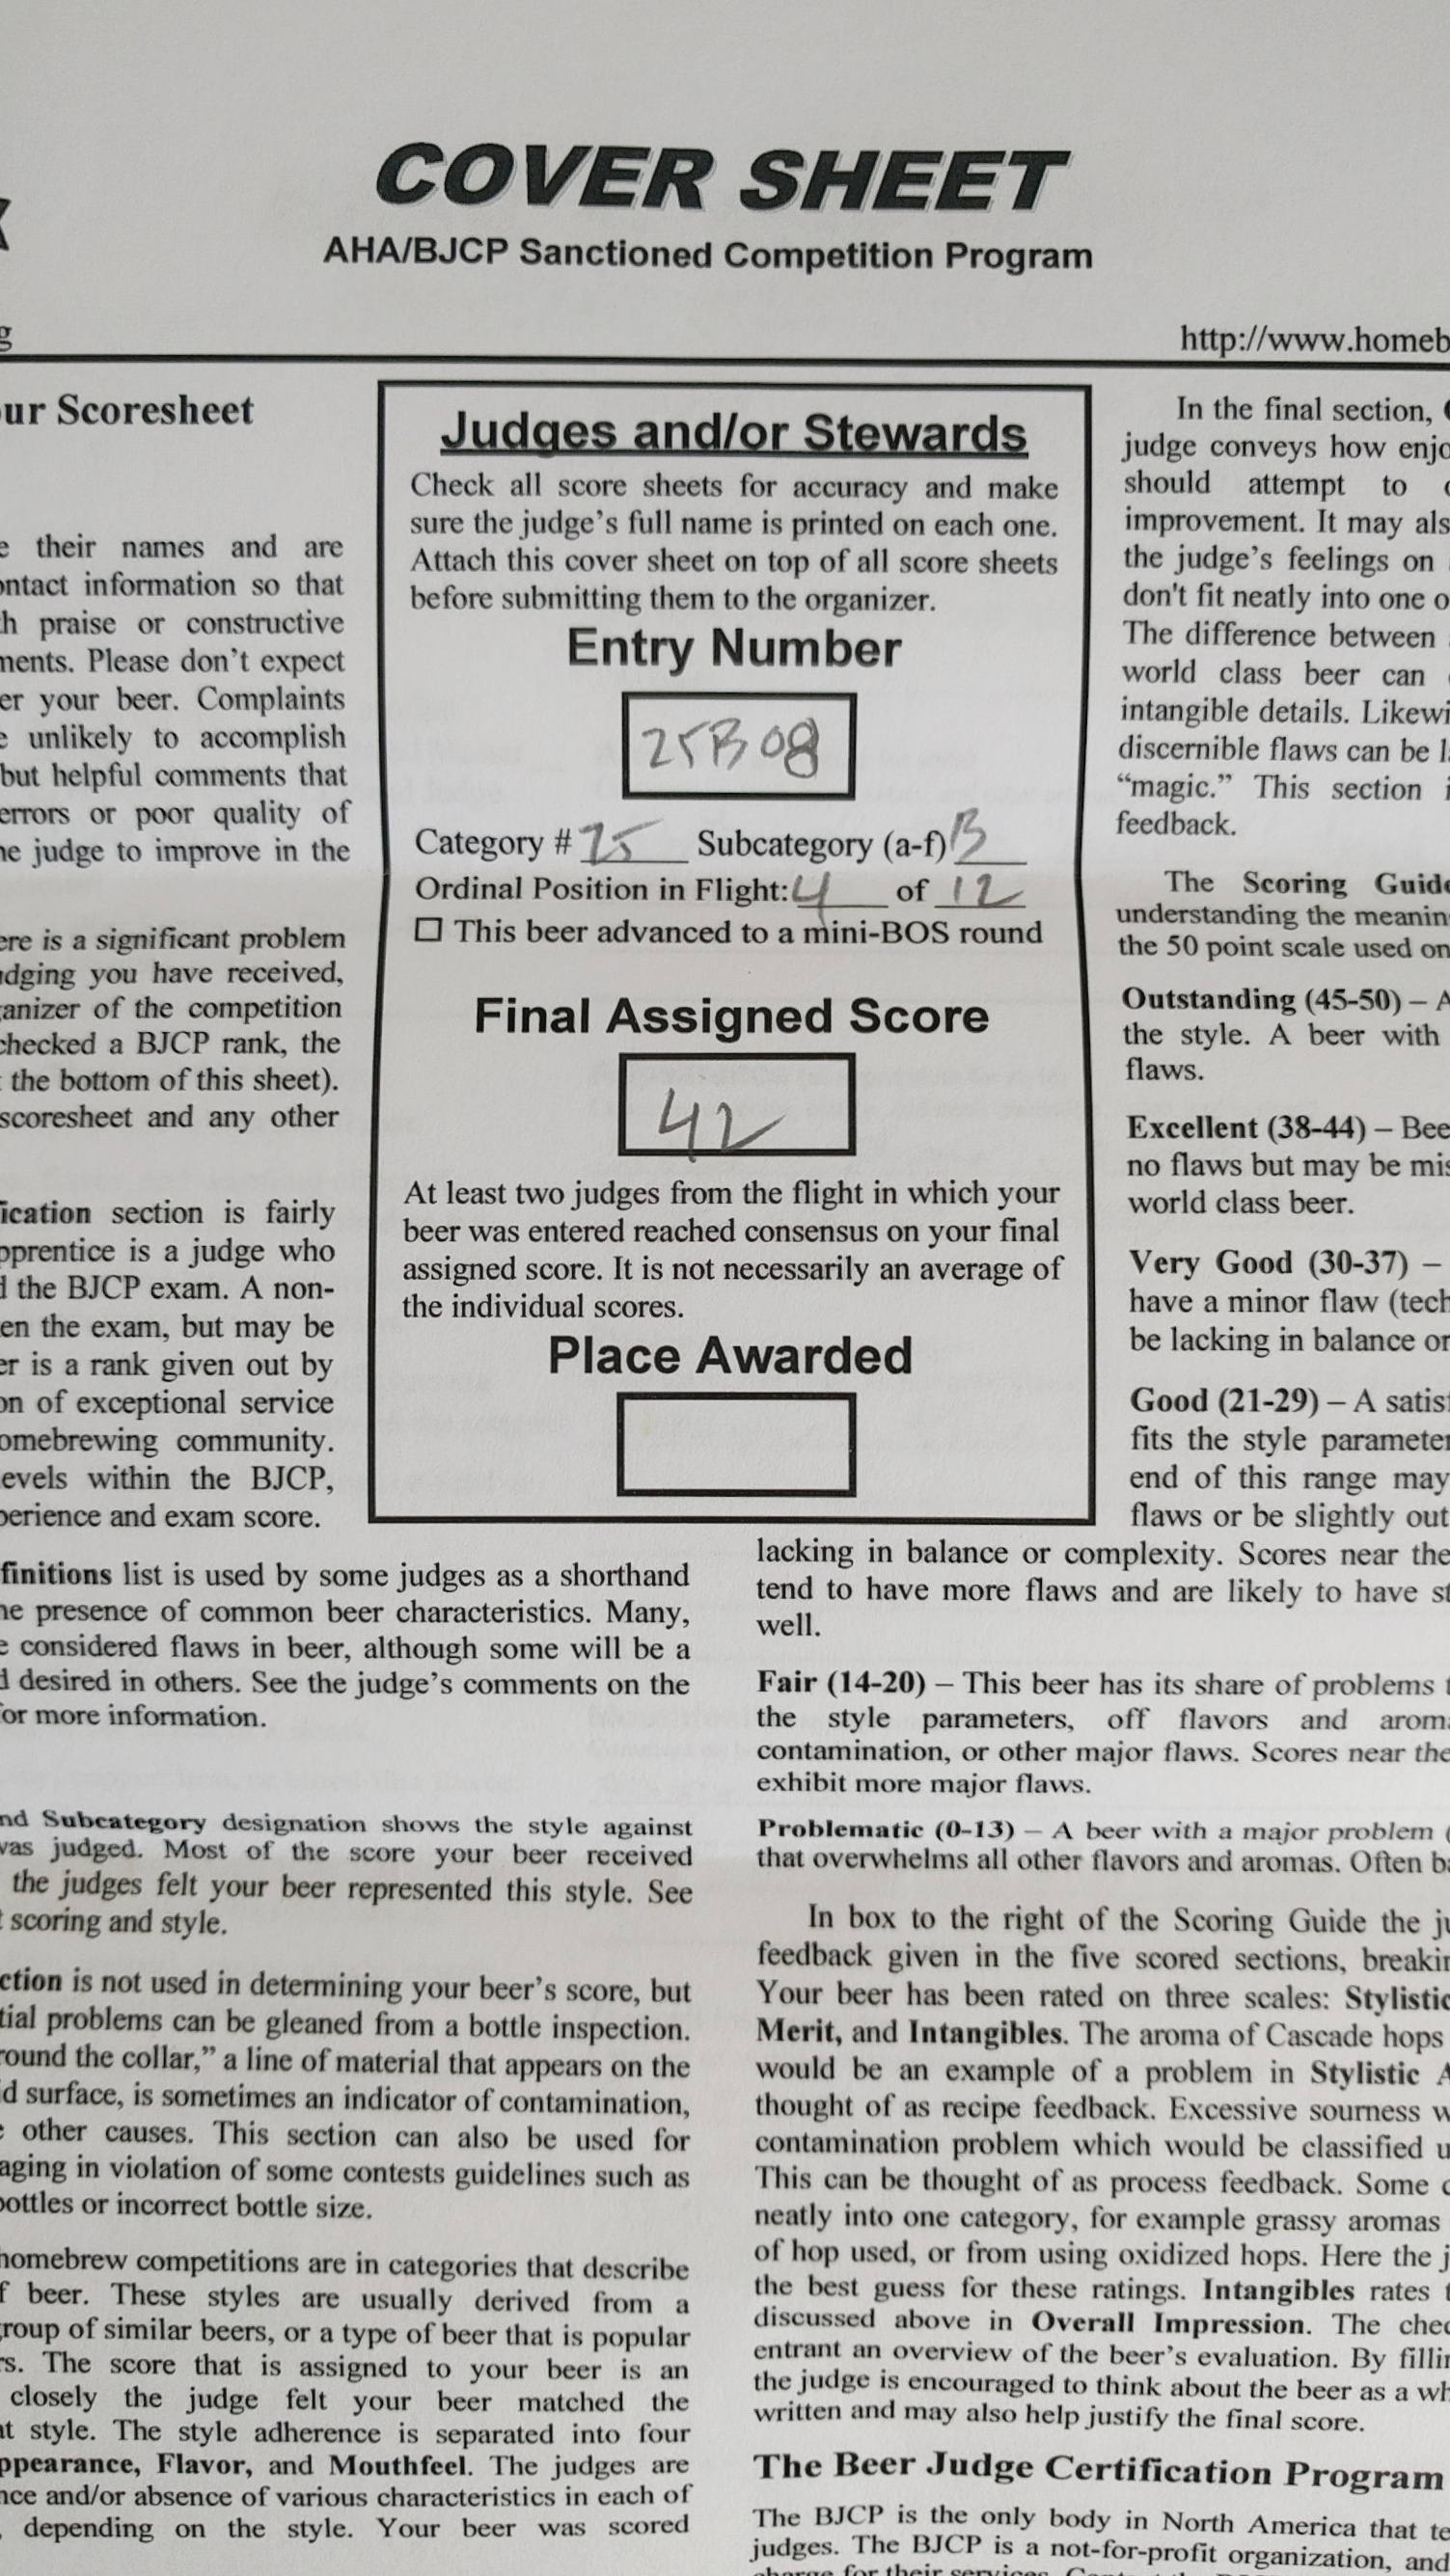 COVER SHEET
AHA/BJCP Sanctioned Competition Program
http://www.homeb
our Scoresheet
e their names and are
ontact information so that
h praise or constructive
ments. Please don't expect
er your beer. Complaints
e unlikely to accomplish
but helpful comments that
errors or poor quality of
he judge to improve in the
ere is a significant problem
udging you have received,
ganizer of the competition
checked a BJCP rank, the
t the bottom of this sheet).
scoresheet and any other
ication section is fairly
pprentice is a judge who
d the BJCP exam. A non-
en the exam, but may be
er is a rank given out by
on of exceptional service
omebrewing community.
evels within the BJCP,
perience and exam score.
Judges and/or Stewards
Check all score sheets for accuracy and make
sure the judge's full name is printed on each one.
Attach this cover sheet on top of all score sheets
before submitting them to the organizer.
Entry Number
25B08
Category # 25 Subcategory (a-f) B
Ordinal Position in Flight: 4 of 12
☐ This beer advanced to a mini-BOS round
Final Assigned Score
42
At least two judges from the flight in which your
beer was entered reached consensus on your final
assigned score. It is not necessarily an average of
the individual scores.
Place Awarded
In the final section,
judge conveys how enjo
should attempt to
improvement. It may als
the judge's feelings on
don't fit neatly into one o
The difference between
world class beer can
intangible details. Likewi
discernible flaws can be la
"magic." This section i
feedback.
The Scoring Guide
understanding the meanin
the 50 point scale used on
Outstanding (45-50) – A
the style. A beer with
flaws.
Excellent (38-44) – Bee
no flaws but may be mis
world class beer.
Very Good (30-37) –
have a minor flaw (tech
be lacking in balance or
Good (21-29) – A satisf
fits the style parameter
end of this range may
flaws or be slightly out
finitions list is used by some judges as a shorthand
he presence of common beer characteristics. Many,
e considered flaws in beer, although some will be a
d desired in others. See the judge's comments on the
for more information.
nd Subcategory designation shows the style against
was judged. Most of the score your beer received
the judges felt your beer represented this style. See
t scoring and style.
ction is not used in determining your beer's score, but
tial problems can be gleaned from a bottle inspection.
round the collar," a line of material that appears on the
id surface, is sometimes an indicator of contamination,
e other causes. This section can also be used for
aging in violation of some contests guidelines such as
bottles or incorrect bottle size.
homebrew competitions are in categories that describe
f beer. These styles are usually derived from a
group of similar beers, or a type of beer that is popular
rs. The score that is assigned to your beer is an
closely the judge felt your beer matched the
at style. The style adherence is separated into four
ppearance, Flavor, and Mouthfeel. The judges are
nce and/or absence of various characteristics in each of
, depending on the style. Your beer was scored
lacking in balance or complexity. Scores near the
tend to have more flaws and are likely to have st
well.
Fair (14-20) – This beer has its share of problems
the style parameters, off flavors and aroma
contamination, or other major flaws. Scores near the
exhibit more major flaws.
Problematic (0-13) – A beer with a major problem (
that overwhelms all other flavors and aromas. Often ba
In box to the right of the Scoring Guide the ju
feedback given in the five scored sections, breakin
Your beer has been rated on three scales: Stylistic
Merit, and Intangibles. The aroma of Cascade hops
would be an example of a problem in Stylistic A
thought of as recipe feedback. Excessive sourness w
contamination problem which would be classified u
This can be thought of as process feedback. Some c
neatly into one category, for example grassy aromas
of hop used, or from using oxidized hops. Here the j
the best guess for these ratings. Intangibles rates t
discussed above in Overall Impression. The chec
entrant an overview of the beer's evaluation. By fillin
the judge is encouraged to think about the beer as a wh
written and may also help justify the final score.
The Beer Judge Certification Program
The BJCP is the only body in North America that te
judges. The BJCP is a not-for-profit organization, and